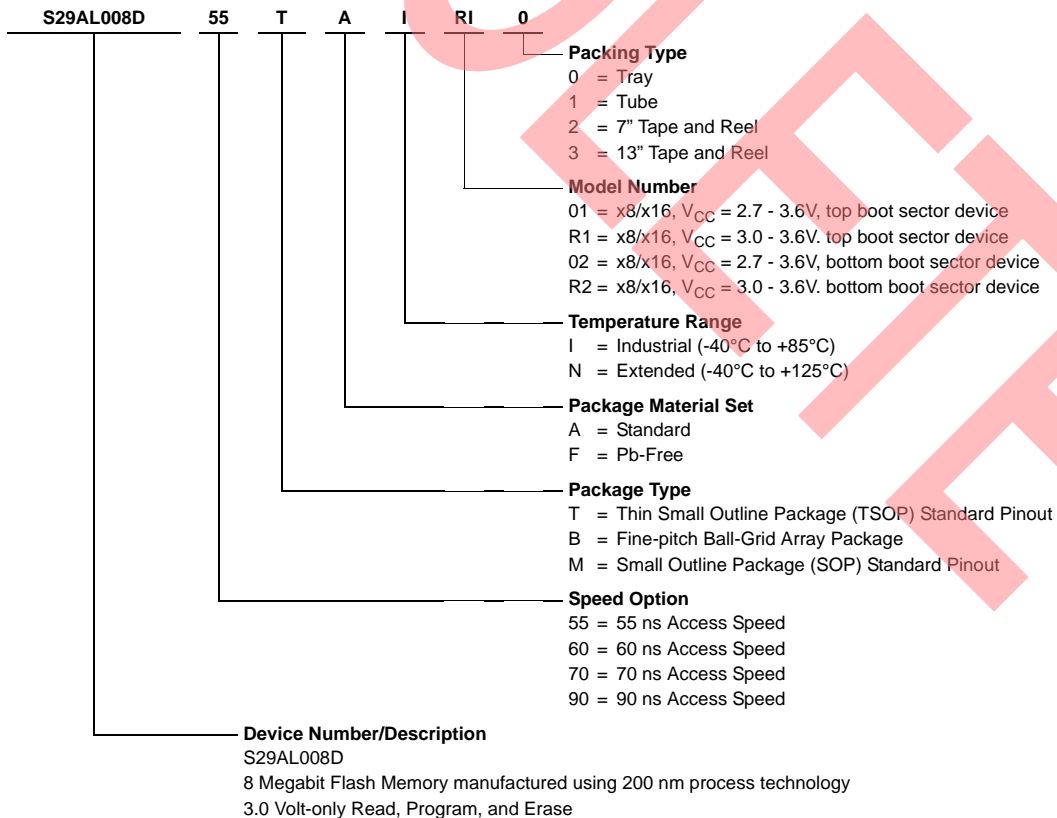 S29AL008D 55 T A I RI 0
Packing Type
0 = Tray
1 = Tube
2 = 7” Tape and Reel
3 = 13” Tape and Reel
Model Number
01 = x8/x16, VCC = 2.7 - 3.6V, top boot sector device
R1 = x8/x16, VCC = 3.0 - 3.6V. top boot sector device
02 = x8/x16, VCC = 2.7 - 3.6V, bottom boot sector device
R2 = x8/x16, VCC = 3.0 - 3.6V. bottom boot sector device
Temperature Range
I = Industrial (-40°C to +85°C)
N = Extended (-40°C to +125°C)
Package Material Set
A = Standard
F = Pb-Free
Package Type
T = Thin Small Outline Package (TSOP) Standard Pinout
B = Fine-pitch Ball-Grid Array Package
M = Small Outline Package (SOP) Standard Pinout
Speed Option
55 = 55 ns Access Speed
60 = 60 ns Access Speed
70 = 70 ns Access Speed
90 = 90 ns Access Speed
Device Number/Description
S29AL008D
8 Megabit Flash Memory manufactured using 200 nm process technology
3.0 Volt-only Read, Program, and Erase